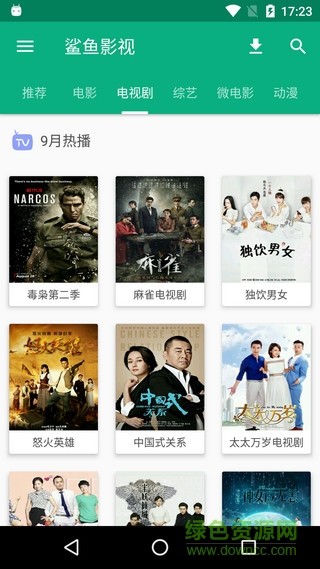 17:23
鲨鱼影视
推荐 电影 电视剧 综艺 微电影 动漫
TV 9月热播
NETFLIX
NARCOS
麻雀
独饮男女
毒枭第二季 麻雀电视剧 独饮男女
怒火英雄
CHINESE STYLE
中国式关系
太太万岁
怒火英雄 中国式关系 太太万岁电视剧
绿色资源网
www.downcc.com